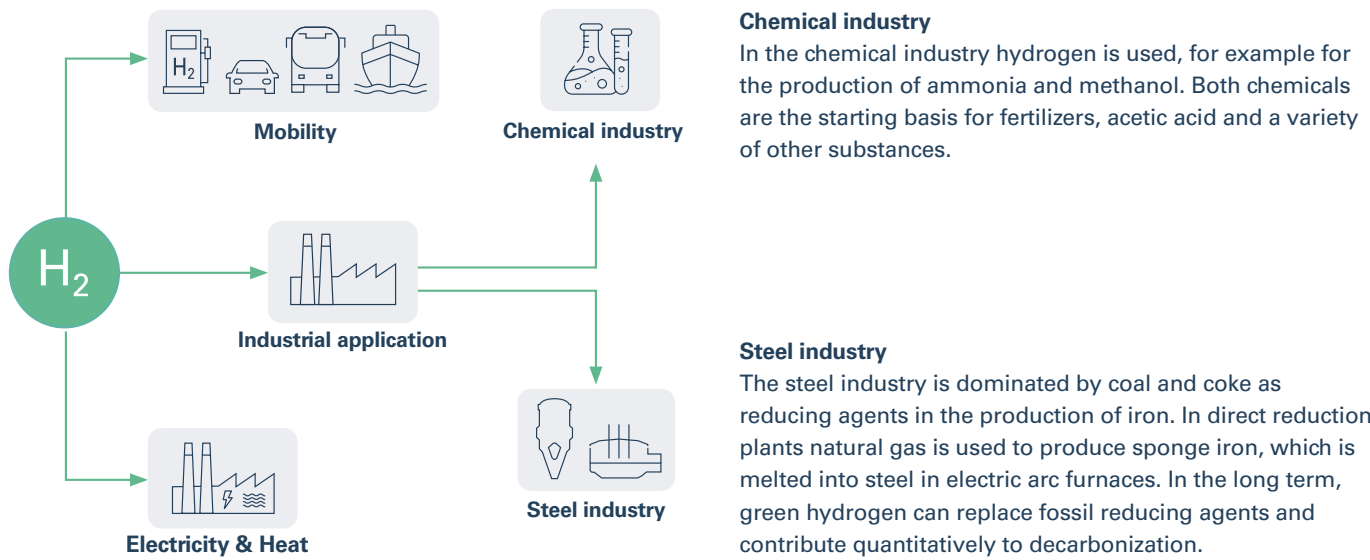 H₂
Mobility
Chemical industry
H₂
Industrial application
Steel industry
Electricity & Heat
Chemical industry
In the chemical industry hydrogen is used, for example for
the production of ammonia and methanol. Both chemicals
are the starting basis for fertilizers, acetic acid and a variety
of other substances.
Steel industry
The steel industry is dominated by coal and coke as
reducing agents in the production of iron. In direct reduction
plants natural gas is used to produce sponge iron, which is
melted into steel in electric arc furnaces. In the long term,
green hydrogen can replace fossil reducing agents and
contribute quantitatively to decarbonization.